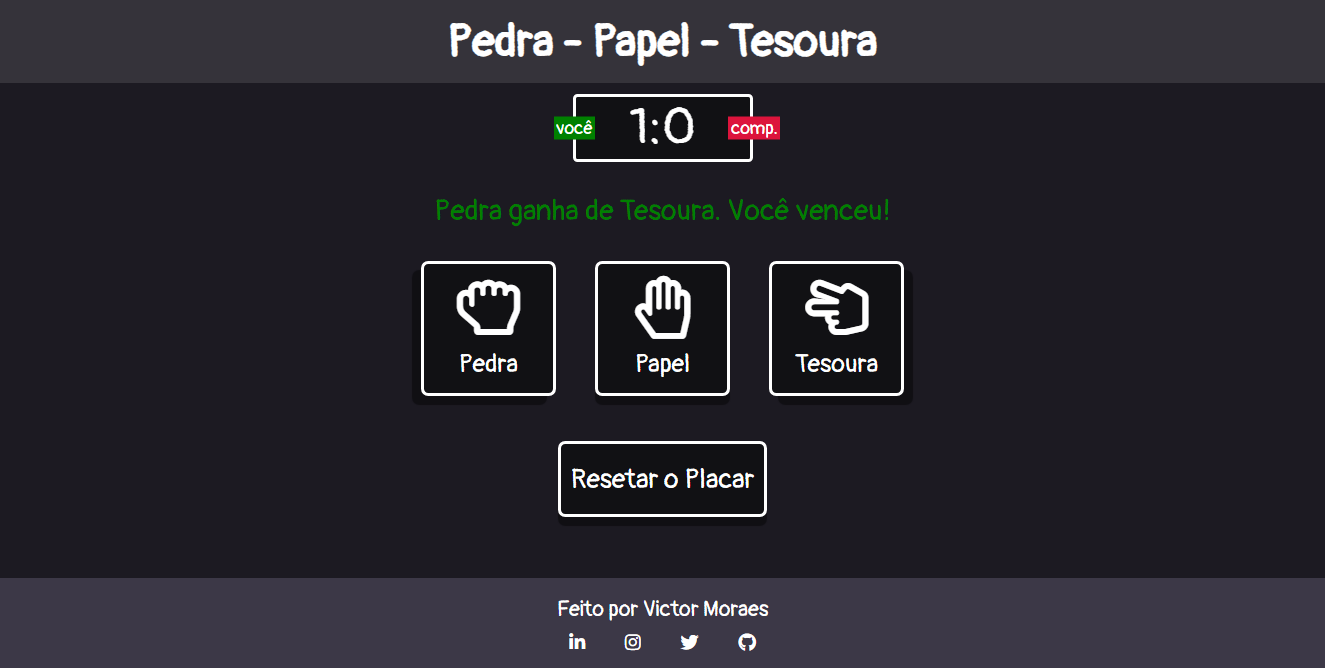 Pedra - Papel - Tesoura
você 1:0 comp.
Pedra ganha de Tesoura. Você venceu!
Pedra Papel Tesoura
Resetar o Placar
Feito por Victor Moraes